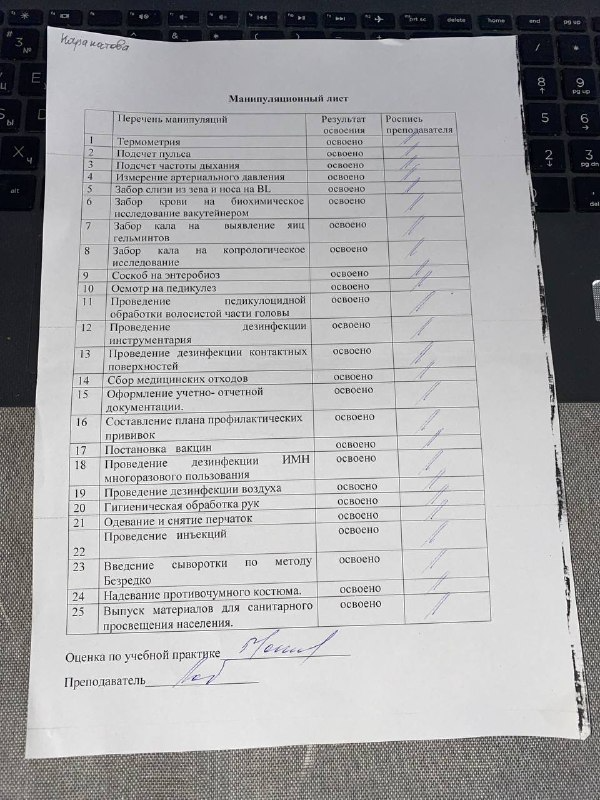 Каракатова
Манипуляционный лист
Перечень манипуляций Результат Роспись
освоения преподавателя
1 Термометрия освоено
2 Подсчет пульса освоено
3 Подсчет частоты дыхания освоено
4 Измерение артериального давления освоено
5 Забор слизи из зева и носа на BL освоено
6 Забор крови на биохимическое освоено
исследование вакутейнером
7 Забор кала на выявление яиц освоено
гельминтов
8 Забор кала на копрологическое освоено
исследование
9 Соскоб на энтеробиоз освоено
10 Осмотр на педикулез освоено
11 Проведение педикулоцидной освоено
обработки волосистой части головы
12 Проведение дезинфекции освоено
инструментария
13 Проведение дезинфекции контактных освоено
поверхностей
14 Сбор медицинских отходов освоено
15 Оформление учетно- отчетной освоено
документации.
16 Составление плана профилактических освоено
прививок
17 Постановка вакцин освоено
18 Проведение дезинфекции ИМН освоено
многоразового пользования
19 Проведение дезинфекции воздуха освоено
20 Гигиеническая обработка рук освоено
21 Одевание и снятие перчаток освоено
Проведение инъекций освоено
22
23 Введение сыворотки по методу освоено
Безредко
24 Надевание противочумного костюма. освоено
25 Выпуск материалов для санитарного освоено
просвещения населения.
Оценка по учебной практике
Преподаватель